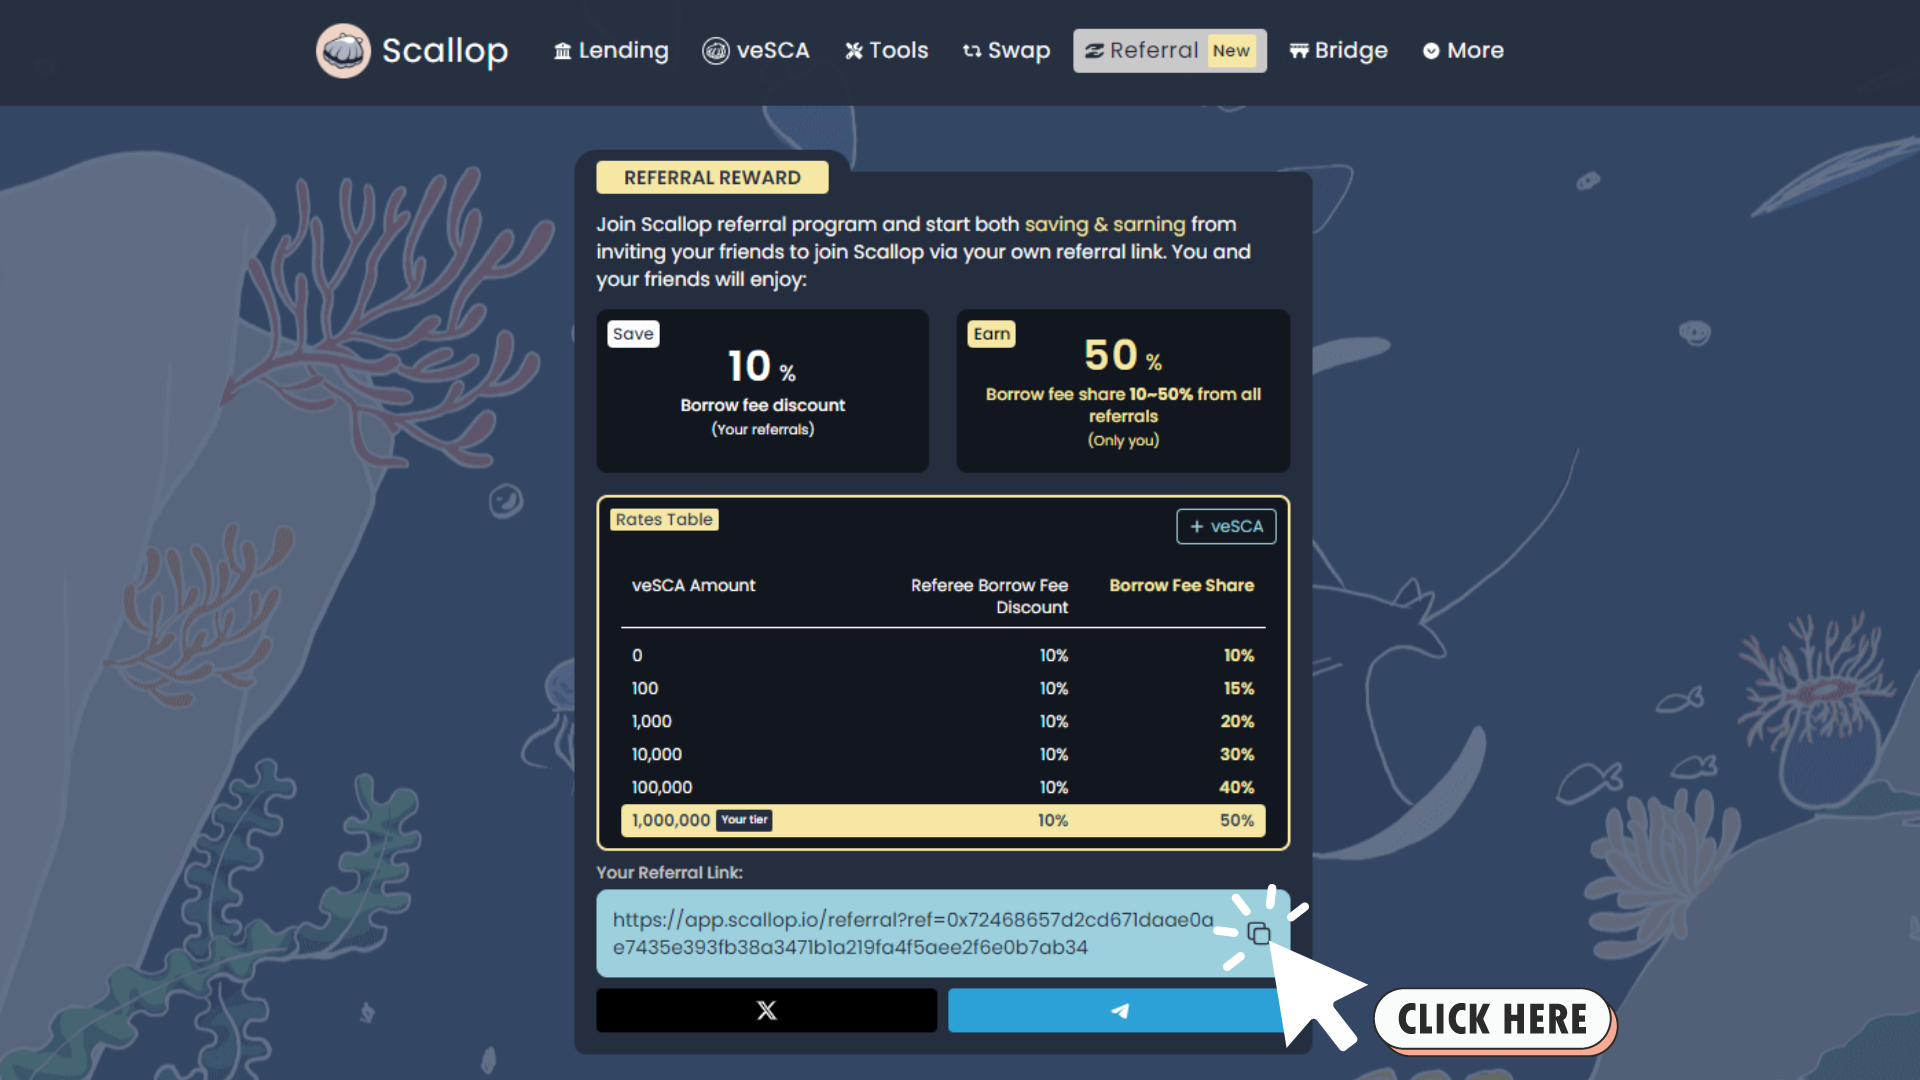 Scallop
Lending
veSCA
Tools
Swap
Referral New
Bridge
More
REFERRAL REWARD
Join Scallop referral program and start both saving & sarning from
inviting your friends to join Scallop via your own referral link. You and
your friends will enjoy:
Save
10 %
Borrow fee discount
(Your referrals)
Earn
50 %
Borrow fee share 10~50% from all
referrals
(Only you)
Rates Table
+ veSCA
veSCA Amount
Referee Borrow Fee
Discount
Borrow Fee Share
0 10% 10%
100 10% 15%
1,000 10% 20%
10,000 10% 30%
100,000 10% 40%
1,000,000 Your tier 10% 50%
Your Referral Link:
https://app.scallop.io/referral?ref=0x72468657d2cd671daae0a
e7435e393fb38a3471b1a219fa4f5aee2f6e0b7ab34
CLICK HERE